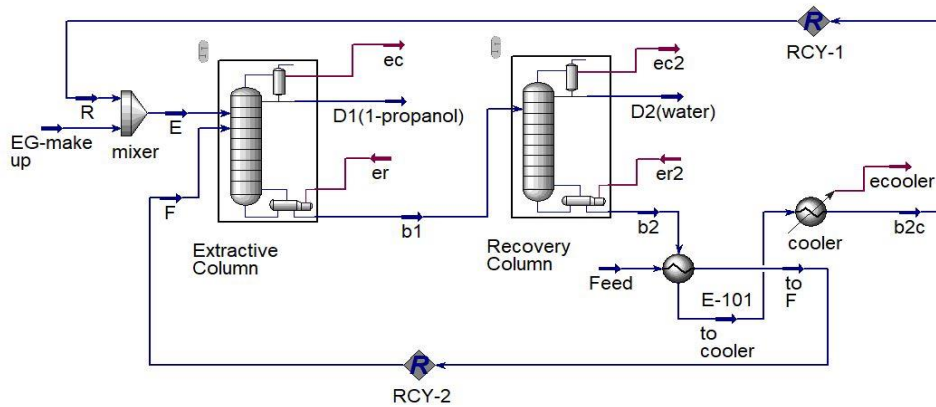 RCY-1
ec
ec2
R
E
D1(1-propanol)
D2(water)
EG-make
up
mixer
er
er2
ecooler
F
b1
b2
cooler
b2c
Extractive
Column
Recovery
Column
Feed
E-101
to
F
to
cooler
R
RCY-2